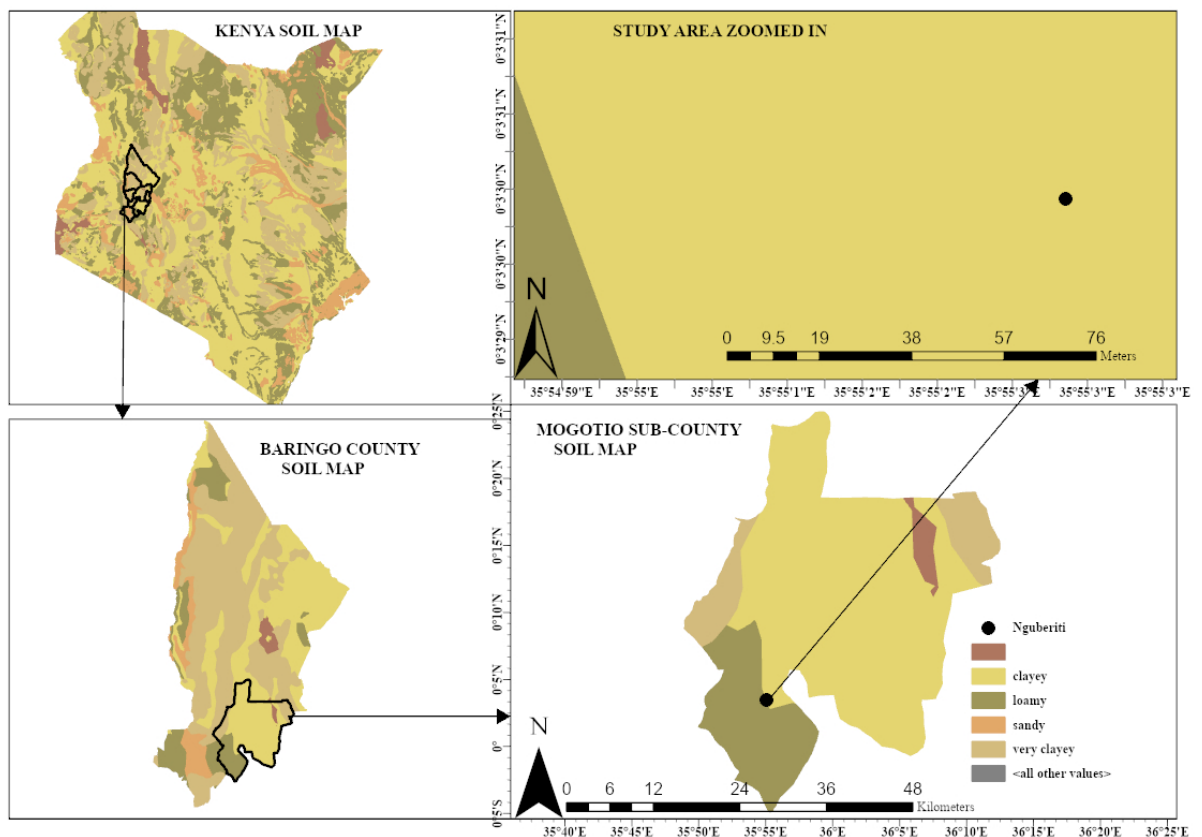 KENYA SOIL MAP
STUDY AREA ZOOMED IN
0°3'31"N
0°3'31"N
0°3'30"N
0°3'30"N
0°3'29"N
N
0 9.5 19 38 57 76
Meters
35°54'59"E 35°55'E 35°55'E 35°55'1"E 35°55'2"E 35°55'2"E 35°55'3"E 35°55'3"E 35°55'3"E
BARINGO COUNTY
SOIL MAP
MOGOTIO SUB-COUNTY
SOIL MAP
0°25'N
0°20'N
0°15'N
0°10'N
0°5'N
0°
0°5'S
Nguberiti
clayey
loamy
sandy
very clayey
<all other values>
N
0 6 12 24 36 48
Kilometers
35°40'E 35°45'E 35°50'E 35°55'E 36°E 36°5'E 36°10'E 36°15'E 36°20'E 36°25'E